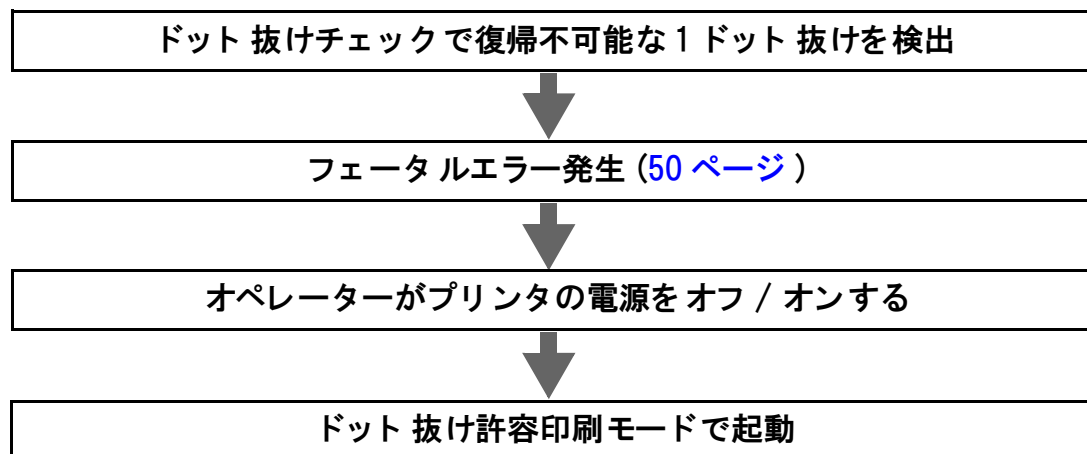 ドット抜けチェックで復帰不可能な1ドット抜けを検出
フェータルエラー発生 (50 ページ)
オペレーターがプリンタの電源をオフ / オンする
ドット抜け許容印刷モードで起動